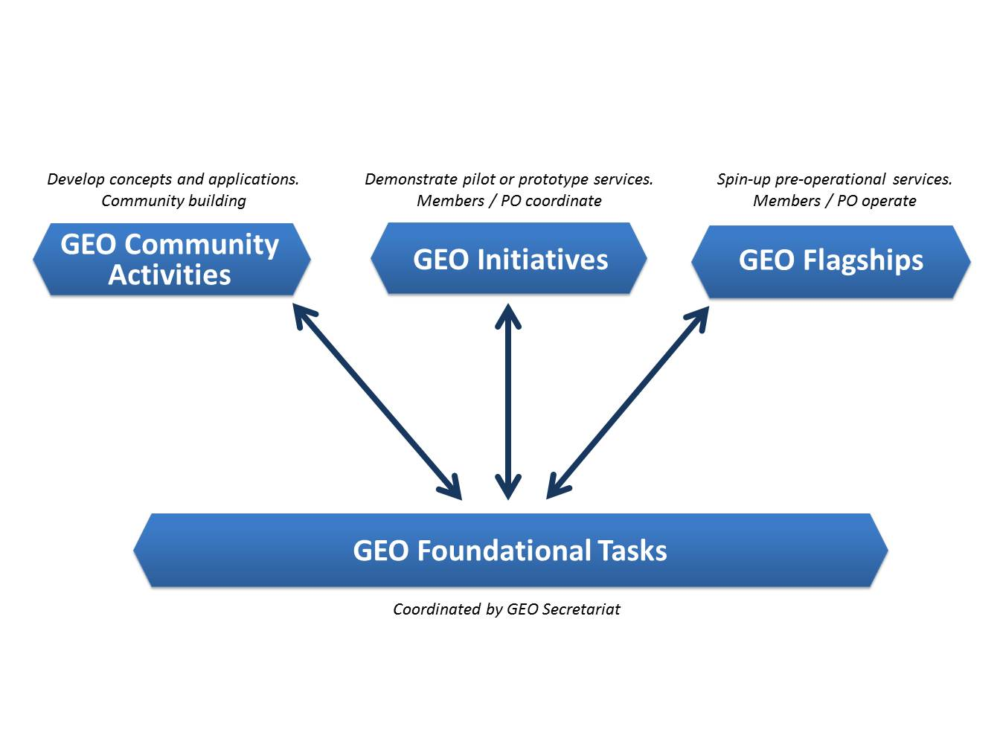 Develop concepts and applications.
Community building
GEO Community
Activities
Demonstrate pilot or prototype services.
Members / PO coordinate
GEO Initiatives
Spin-up pre-operational services.
Members / PO operate
GEO Flagships
GEO Foundational Tasks
Coordinated by GEO Secretariat